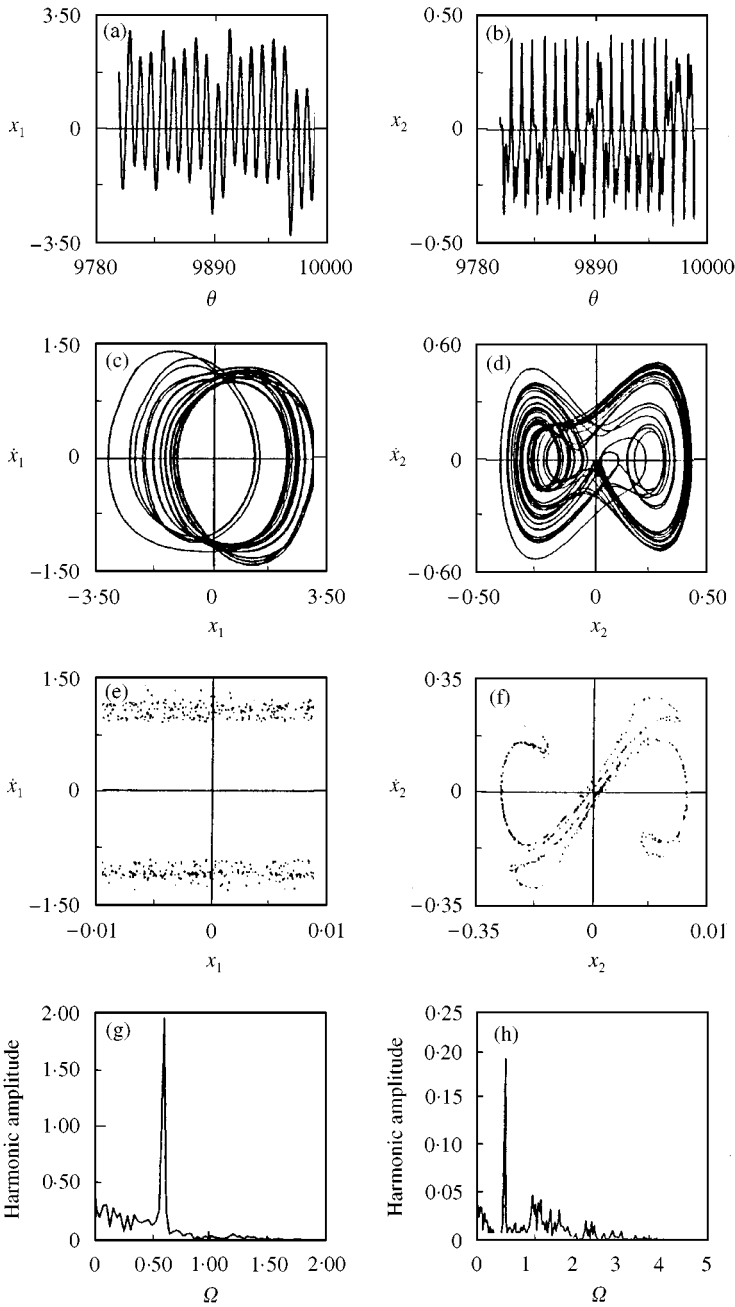 (a)
3·50
x1
0
−3·50
9780 9890 10000
θ
(b)
0·50
x2
0
−0·50
9780 9890 10000
θ
(c)
1·50
ẋ1
0
−1·50
−3·50 0 3·50
x1
(d)
0·60
ẋ2
0
−0·60
−0·50 0 0·50
x2
(e)
1·50
ẋ1
0
−1·50
−0·01 0 0·01
x1
(f)
0·35
ẋ2
0
−0·35
−0·35 0 0·01
x2
(g)
2·00
1·50
1·00
0·50
0
Harmonic amplitude
0 0·50 1·00 1·50 2·00
Ω
(h)
0·25
0·20
0·15
0·10
0·05
0
Harmonic amplitude
0 1 2 3 4 5
Ω